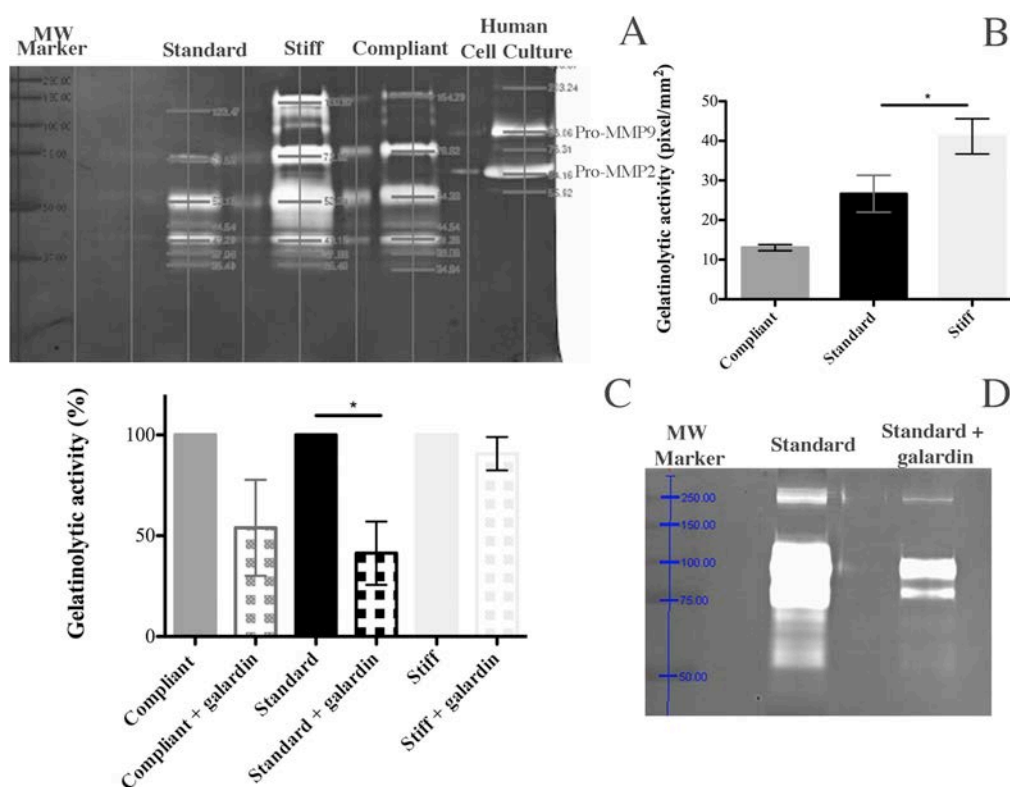 A
MW
Marker
Standard
Stiff
Compliant
Human
Cell Culture
Pro-MMP9
Pro-MMP2
B
Gelatinolytic activity (pixel/mm²)
50
40
30
20
10
0
Compliant
Standard
Stiff
*
C
Gelatinolytic activity (%)
100
50
0
Compliant
Compliant + galardin
Standard
Standard + galardin
Stiff
Stiff + galardin
*
D
MW
Marker
Standard
Standard +
galardin
250.00
150.00
100.00
75.00
50.00